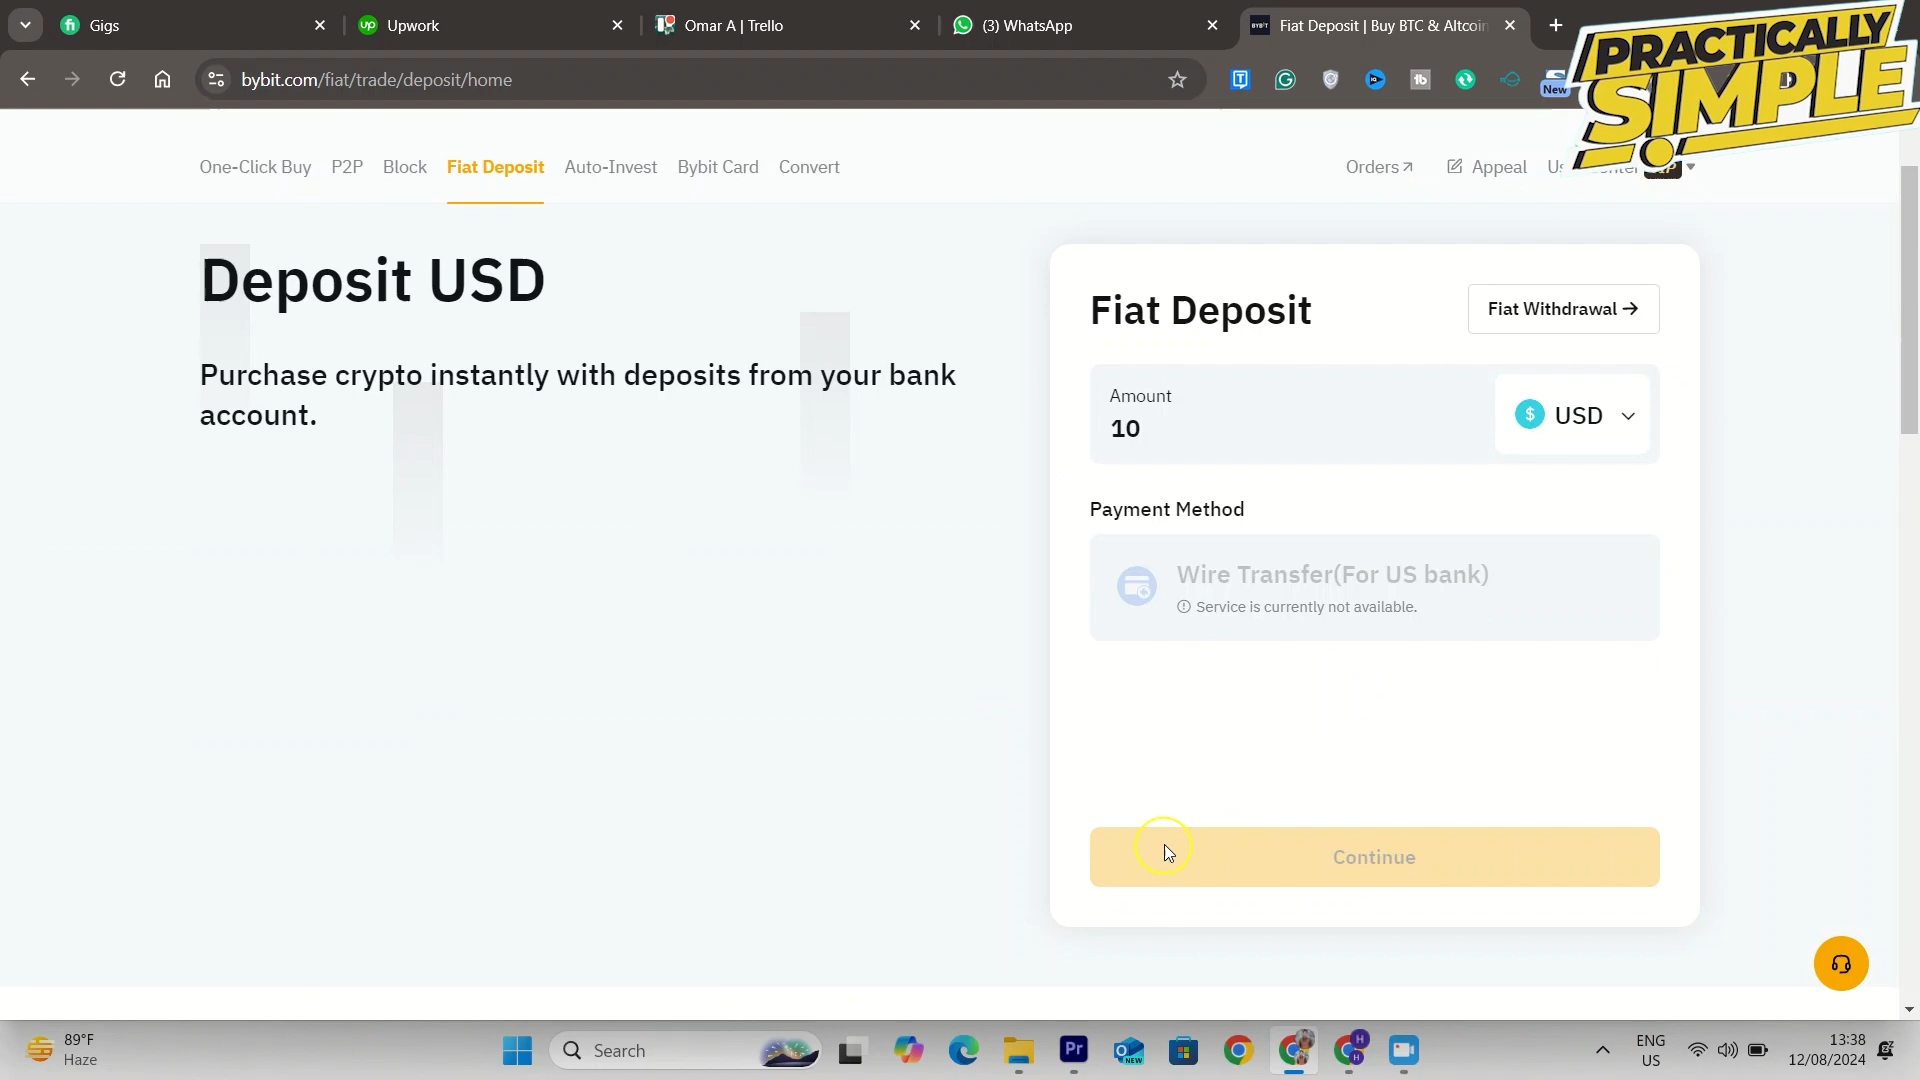 Gigs
Upwork
Omar A | Trello
(3) WhatsApp
Fiat Deposit | Buy BTC & Altcoin
bybit.com/fiat/trade/deposit/home
New
PRACTICALLY
SIMPLE
One-Click Buy
P2P
Block
Fiat Deposit
Auto-Invest
Bybit Card
Convert
Orders
Appeal
Deposit USD
Purchase crypto instantly with deposits from your bank
account.
Fiat Deposit
Fiat Withdrawal →
Amount
10
$ USD
Payment Method
Wire Transfer(For US bank)
Service is currently not available.
Continue
89°F
Haze
Search
Pr
NEW
ENG
US
13:38
12/08/2024